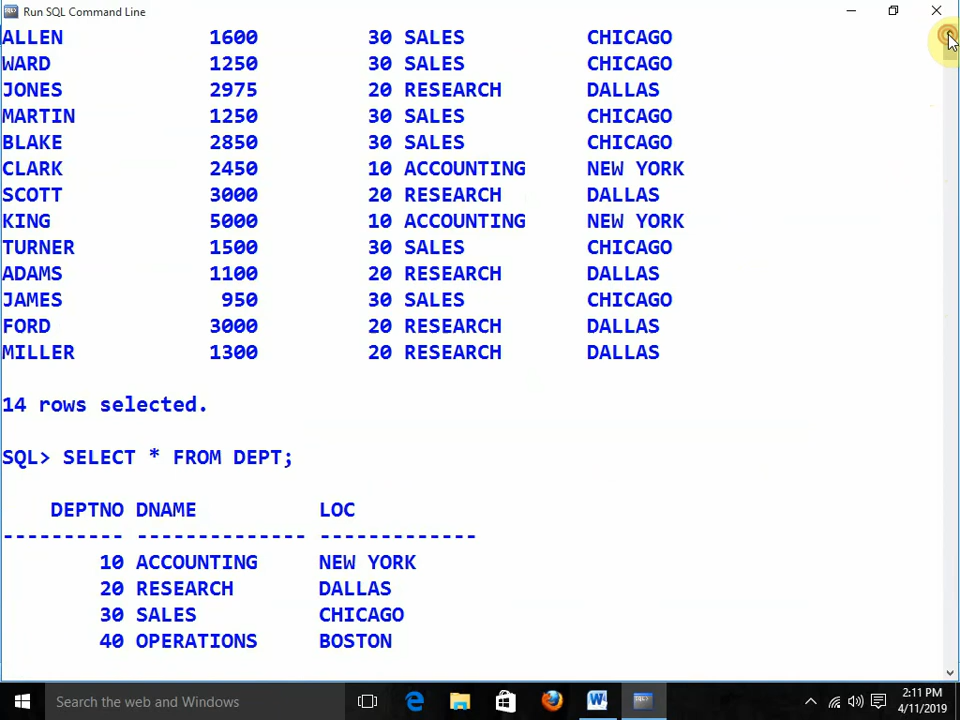 Run SQL Command Line
ALLEN 1600 30 SALES CHICAGO
WARD 1250 30 SALES CHICAGO
JONES 2975 20 RESEARCH DALLAS
MARTIN 1250 30 SALES CHICAGO
BLAKE 2850 30 SALES CHICAGO
CLARK 2450 10 ACCOUNTING NEW YORK
SCOTT 3000 20 RESEARCH DALLAS
KING 5000 10 ACCOUNTING NEW YORK
TURNER 1500 30 SALES CHICAGO
ADAMS 1100 20 RESEARCH DALLAS
JAMES 950 30 SALES CHICAGO
FORD 3000 20 RESEARCH DALLAS
MILLER 1300 20 RESEARCH DALLAS
14 rows selected.
SQL> SELECT * FROM DEPT;
DEPTNO DNAME LOC
---------- -------------- -------------
10 ACCOUNTING NEW YORK
20 RESEARCH DALLAS
30 SALES CHICAGO
40 OPERATIONS BOSTON
Search the web and Windows
2:11 PM
4/11/2019